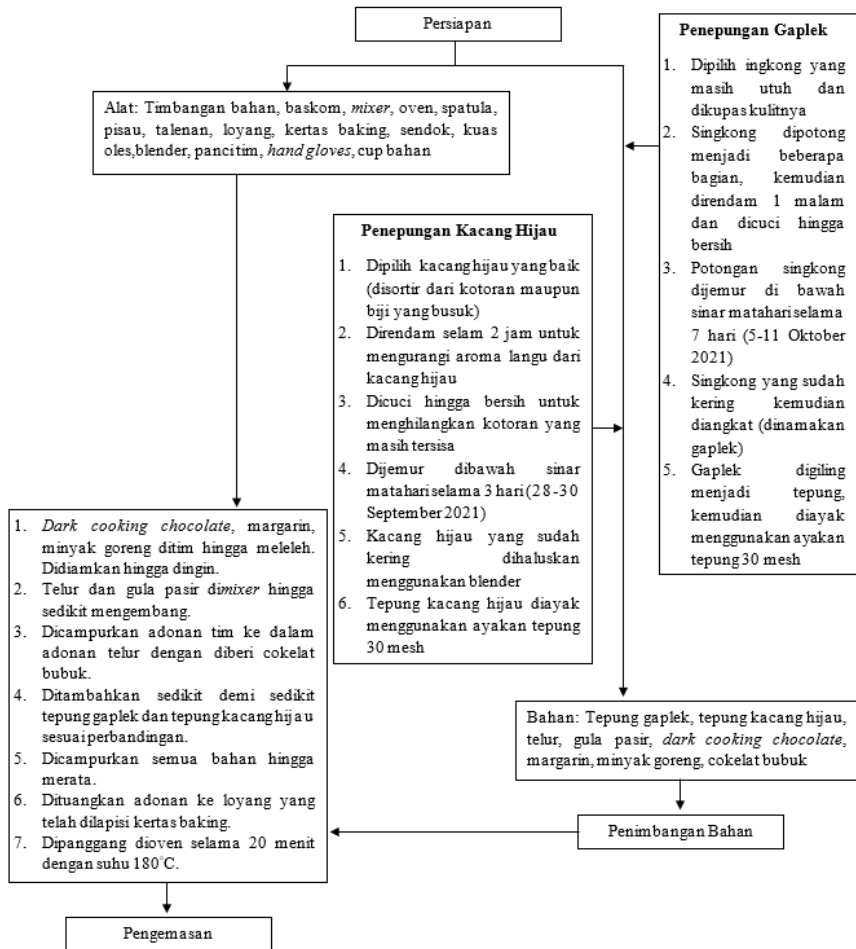 Persiapan
Alat: Timbangan bahan, baskom, mixer, oven, spatula,
pisau, talenan, loyang, kertas baking, sendok, kuas
oles,blender, panci tim, hand gloves, cup bahan
Penepungan Gaplek
1. Dipilih ingkong yang
masih utuh dan
dikupas kulitnya
2. Singkong dipotong
menjadi beberapa
bagian, kemudian
direndam 1 malam
dan dicuci hingga
bersih
3. Potongan singkong
dijemur di bawah
sinar matahari selama
7 hari (5-11 Oktober
2021)
4. Singkong yang sudah
kering kemudian
diangkat (dinamakan
gaplek)
5. Gaplek digiling
menjadi tepung,
kemudian diayak
menggunakan ayakan
tepung 30 mesh
Penepungan Kacang Hijau
1. Dipilih kacang hijau yang baik
(disortir dari kotoran maupun
biji yang busuk)
2. Direndam selam 2 jam untuk
mengurangi aroma langu dari
kacang hijau
3. Dicuci hingga bersih untuk
menghilangkan kotoran yang
masih tersisa
4. Dijemur dibawah sinar
matahari selama 3 hari (28-30
September 2021)
5. Kacang hijau yang sudah
kering dihaluskan
menggunakan blender
6. Tepung kacang hijau diayak
menggunakan ayakan tepung
30 mesh
1. Dark cooking chocolate, margarin,
minyak goreng ditim hingga meleleh.
Didiamkan hingga dingin.
2. Telur dan gula pasir dimixer hingga
sedikit mengembang.
3. Dicampurkan adonan tim ke dalam
adonan telur dengan diberi cokelat
bubuk.
4. Ditambahkan sedikit demi sedikit
tepung gaplek dan tepung kacang hijau
sesuai perbandingan.
5. Dicampurkan semua bahan hingga
merata.
6. Dituangkan adonan ke loyang yang
telah dilapisi kertas baking.
7. Dipanggang dioven selama 20 menit
dengan suhu 180°C.
Bahan: Tepung gaplek, tepung kacang hijau,
telur, gula pasir, dark cooking chocolate,
margarin, minyak goreng, cokelat bubuk
Penimbangan Bahan
Pengemasan